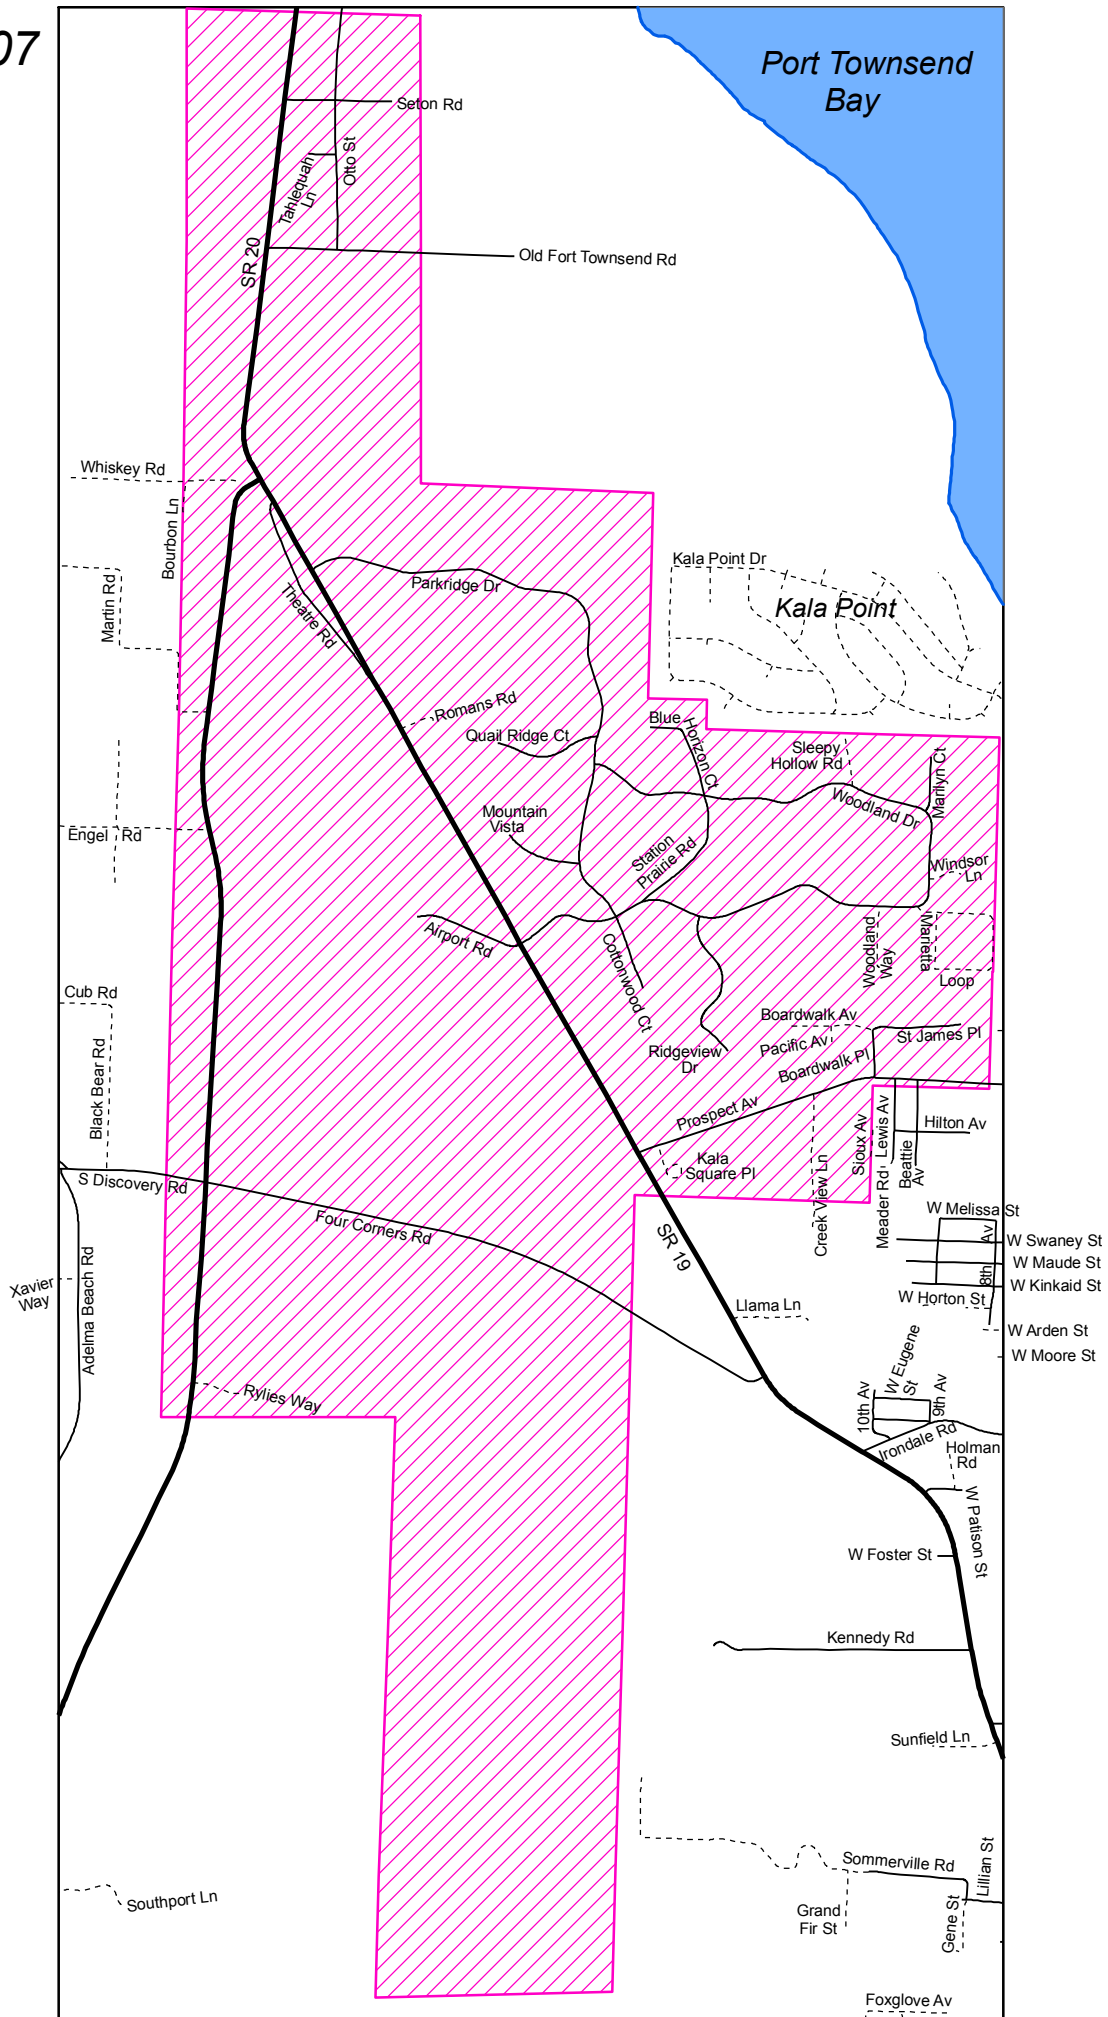 07
Port Townsend
Bay
Seton Rd
Otto St
Tahlequah
Ln
SR 20
Old Fort Townsend Rd
Whiskey Rd
Bourbon Ln
Martin Rd
Theatre Rd
Parkridge Dr
Kala Point Dr
Kala Point
Romans Rd
Quail Ridge Ct
Blue
Horizon Ct
Sleepy
Hollow Rd
Marilyn Ct
Woodland Dr
Mountain
Vista
Engel Rd
Station
Prairie Rd
Windsor
Ln
Airport Rd
Cottonwood Ct
Woodland
Way
Marietta
Loop
Cub Rd
Black Bear Rd
Boardwalk Av
Pacific Av
St James Pl
Ridgeview
Dr
Boardwalk Pl
Prospect Av
Sioux Av
Lewis Av
Hilton Av
Beattie
Av
Kala
Square Pl
Creek View Ln
Meader Rd
S Discovery Rd
Four Corners Rd
SR 19
W Melissa St
8th Av
W Swaney St
W Maude St
W Kinkaid St
W Horton St
Xavier
Way
Adelma Beach Rd
Llama Ln
W Arden St
W Moore St
W Eugene
St
10th Av
9th Av
Rylies Way
Irondale Rd
Holman
Rd
W Patison St
W Foster St
Kennedy Rd
Sunfield Ln
Sommerville Rd
Lillian St
Southport Ln
Grand
Fir St
Gene St
Foxglove Av